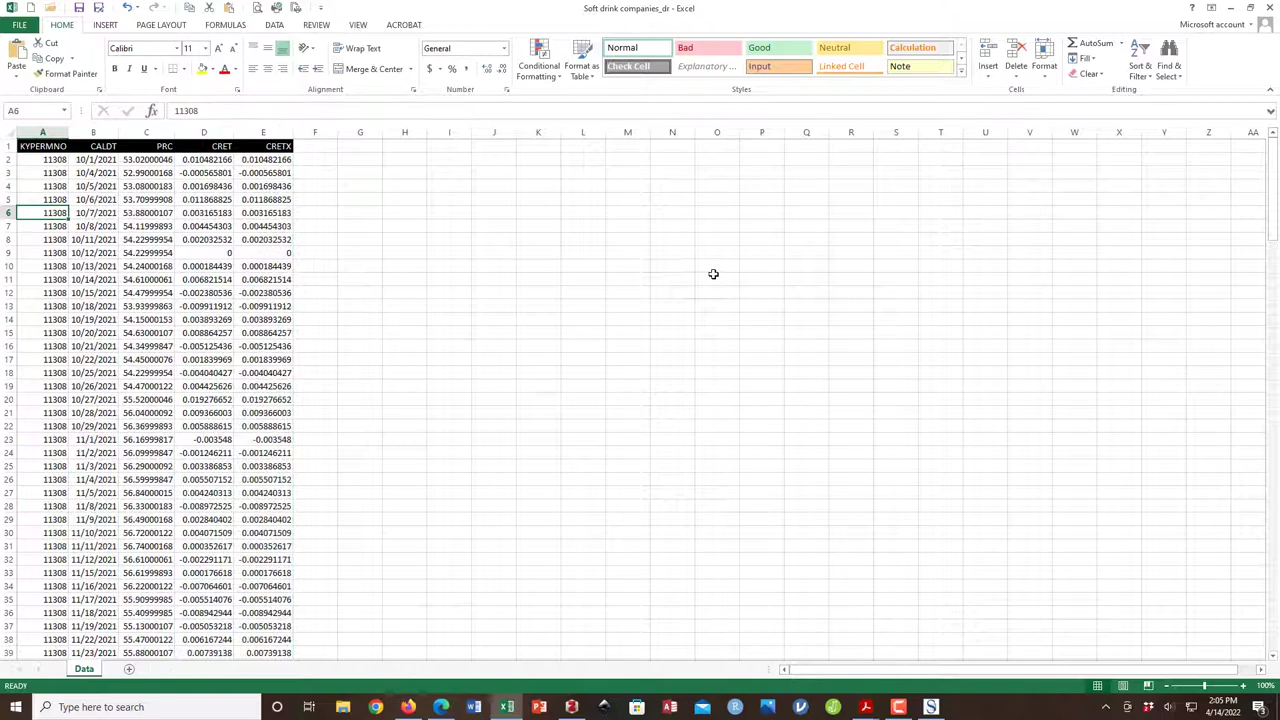 Soft drink companies_dr - Excel
FILE HOME INSERT PAGE LAYOUT FORMULAS DATA REVIEW VIEW ACROBAT Microsoft account
Paste
Cut
Copy
Format Painter
Calibri 11
B I U
Wrap Text
Merge & Center
General
$ % ,
Conditional Formatting
Format as Table
Normal Bad Good Neutral Calculation
Check Cell Explanatory ... Input Linked Cell Note
Insert Delete Format
AutoSum
Fill
Clear
Sort & Filter
Find & Select
Clipboard Font Alignment Number Styles Cells Editing
A6 fx 11308
A B C D E F G H I J K L M N O P Q R S T U V W X Y Z AA
1 KYPERMNO CALDT PRC CRET CRETX
2 11308 10/1/2021 53.02000046 0.010482166 0.010482166
3 11308 10/4/2021 52.99000168 -0.000565801 -0.000565801
4 11308 10/5/2021 53.08000183 0.001698436 0.001698436
5 11308 10/6/2021 53.70999908 0.011868825 0.011868825
6 11308 10/7/2021 53.88000107 0.003165183 0.003165183
7 11308 10/8/2021 54.11999893 0.004454303 0.004454303
8 11308 10/11/2021 54.22999954 0.002032532 0.002032532
9 11308 10/12/2021 54.22999954 0 0
10 11308 10/13/2021 54.24000168 0.000184439 0.000184439
11 11308 10/14/2021 54.61000061 0.006821514 0.006821514
12 11308 10/15/2021 54.47999954 -0.002380536 -0.002380536
13 11308 10/18/2021 53.93999863 -0.009911912 -0.009911912
14 11308 10/19/2021 54.15000153 0.003893269 0.003893269
15 11308 10/20/2021 54.63000107 0.008864257 0.008864257
16 11308 10/21/2021 54.34999847 -0.005125436 -0.005125436
17 11308 10/22/2021 54.45000076 0.001839969 0.001839969
18 11308 10/25/2021 54.22999954 -0.004040427 -0.004040427
19 11308 10/26/2021 54.47000122 0.004425626 0.004425626
20 11308 10/27/2021 55.52000046 0.019276652 0.019276652
21 11308 10/28/2021 56.04000092 0.009366003 0.009366003
22 11308 10/29/2021 56.36999893 0.005888615 0.005888615
23 11308 11/1/2021 56.16999817 -0.003548 -0.003548
24 11308 11/2/2021 56.09999847 -0.001246211 -0.001246211
25 11308 11/3/2021 56.29000092 0.003386853 0.003386853
26 11308 11/4/2021 56.59999847 0.005507152 0.005507152
27 11308 11/5/2021 56.84000015 0.004240313 0.004240313
28 11308 11/8/2021 56.33000183 -0.008972525 -0.008972525
29 11308 11/9/2021 56.49000168 0.002840402 0.002840402
30 11308 11/10/2021 56.72000122 0.004071509 0.004071509
31 11308 11/11/2021 56.74000168 0.000352617 0.000352617
32 11308 11/12/2021 56.61000061 -0.002291171 -0.002291171
33 11308 11/15/2021 56.61999893 0.000176618 0.000176618
34 11308 11/16/2021 56.22000122 -0.007064601 -0.007064601
35 11308 11/17/2021 55.90999985 -0.005514076 -0.005514076
36 11308 11/18/2021 55.40999985 -0.008942944 -0.008942944
37 11308 11/19/2021 55.13000107 -0.005053218 -0.005053218
38 11308 11/22/2021 55.47000122 0.006167244 0.006167244
39 11308 11/23/2021 55.88000107 0.00739138 0.00739138
Data
READY 100%
Type here to search
2:05 PM
4/14/2022